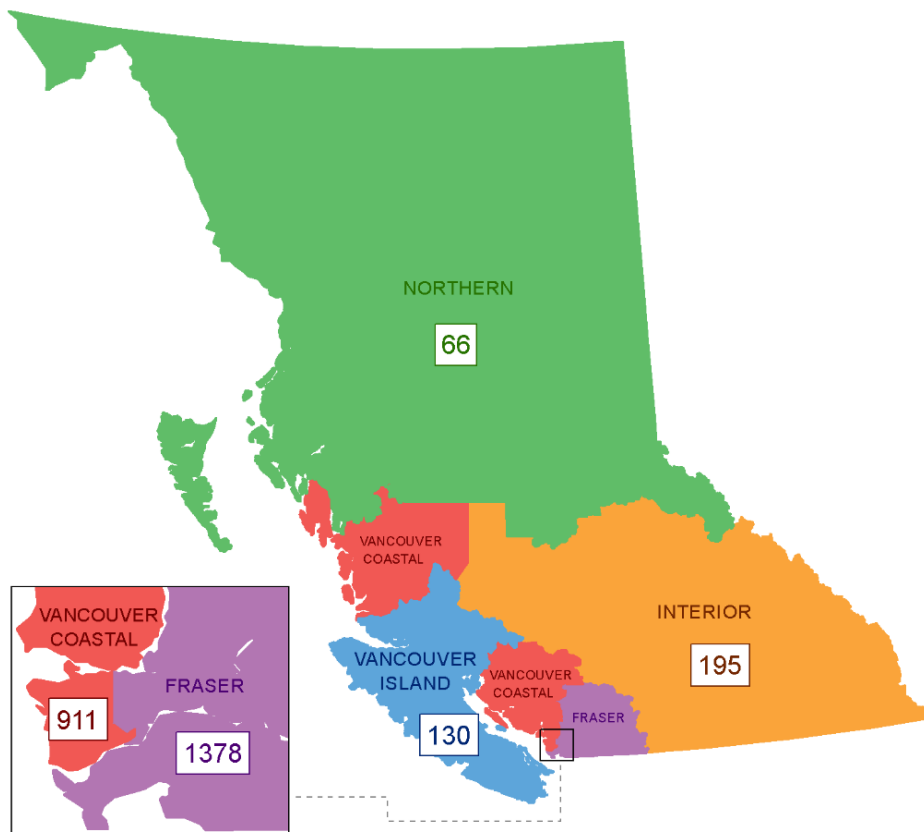 NORTHERN
66
VANCOUVER
COASTAL
VANCOUVER
COASTAL
911
FRASER
1378
VANCOUVER
ISLAND
130
VANCOUVER
COASTAL
FRASER
INTERIOR
195